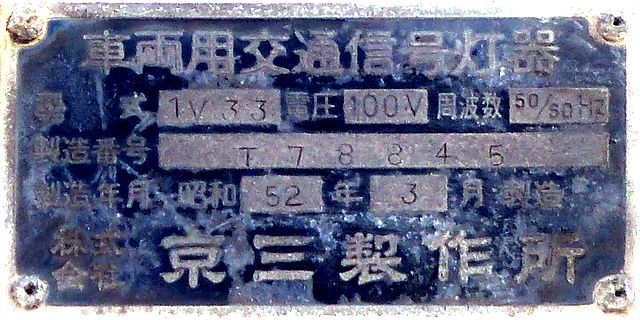 車両用交通信号灯器
型式 1V33 電圧 100V 周波数 50/60HZ
製造番号 T78845
製造年月 昭和52年3月製造
株式会社 京三製作所